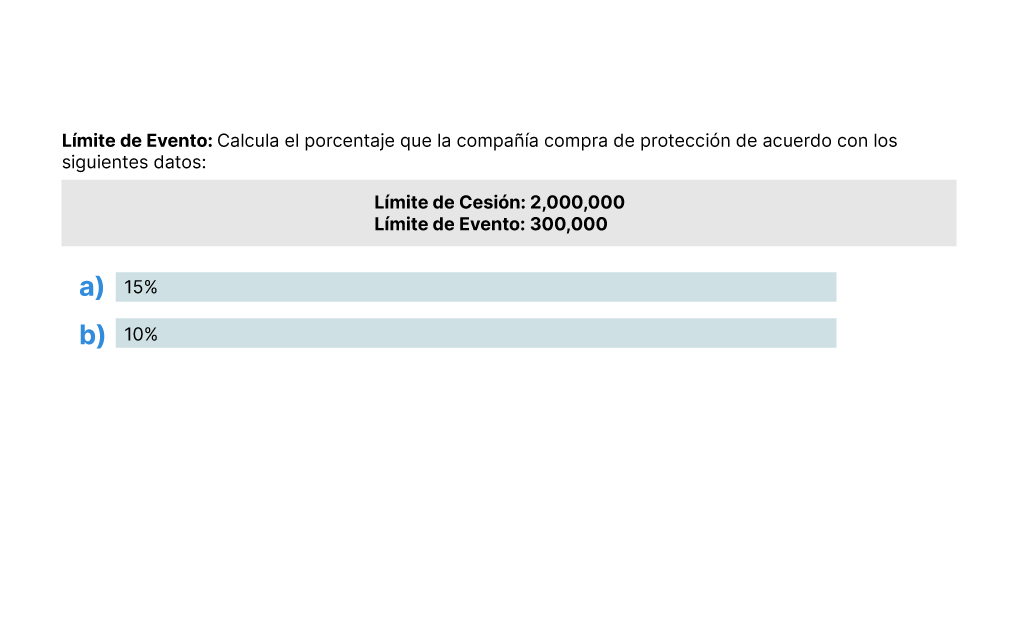 Límite de Evento: Calcula el porcentaje que la compañía compra de protección de acuerdo con los
siguientes datos:
Límite de Cesión: 2,000,000
Límite de Evento: 300,000
a) 15%
b) 10%